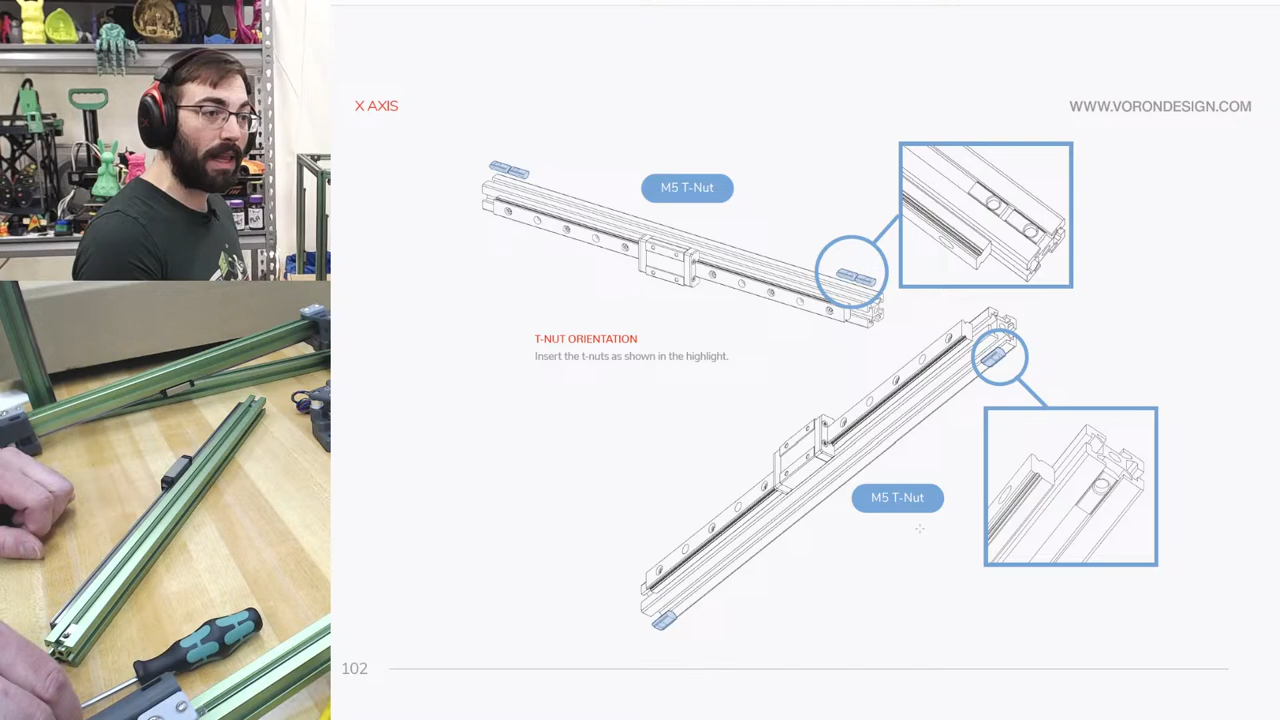 X AXIS
WWW.VORONDESIGN.COM
M5 T-Nut
T-NUT ORIENTATION
Insert the t-nuts as shown in the highlight.
M5 T-Nut
102